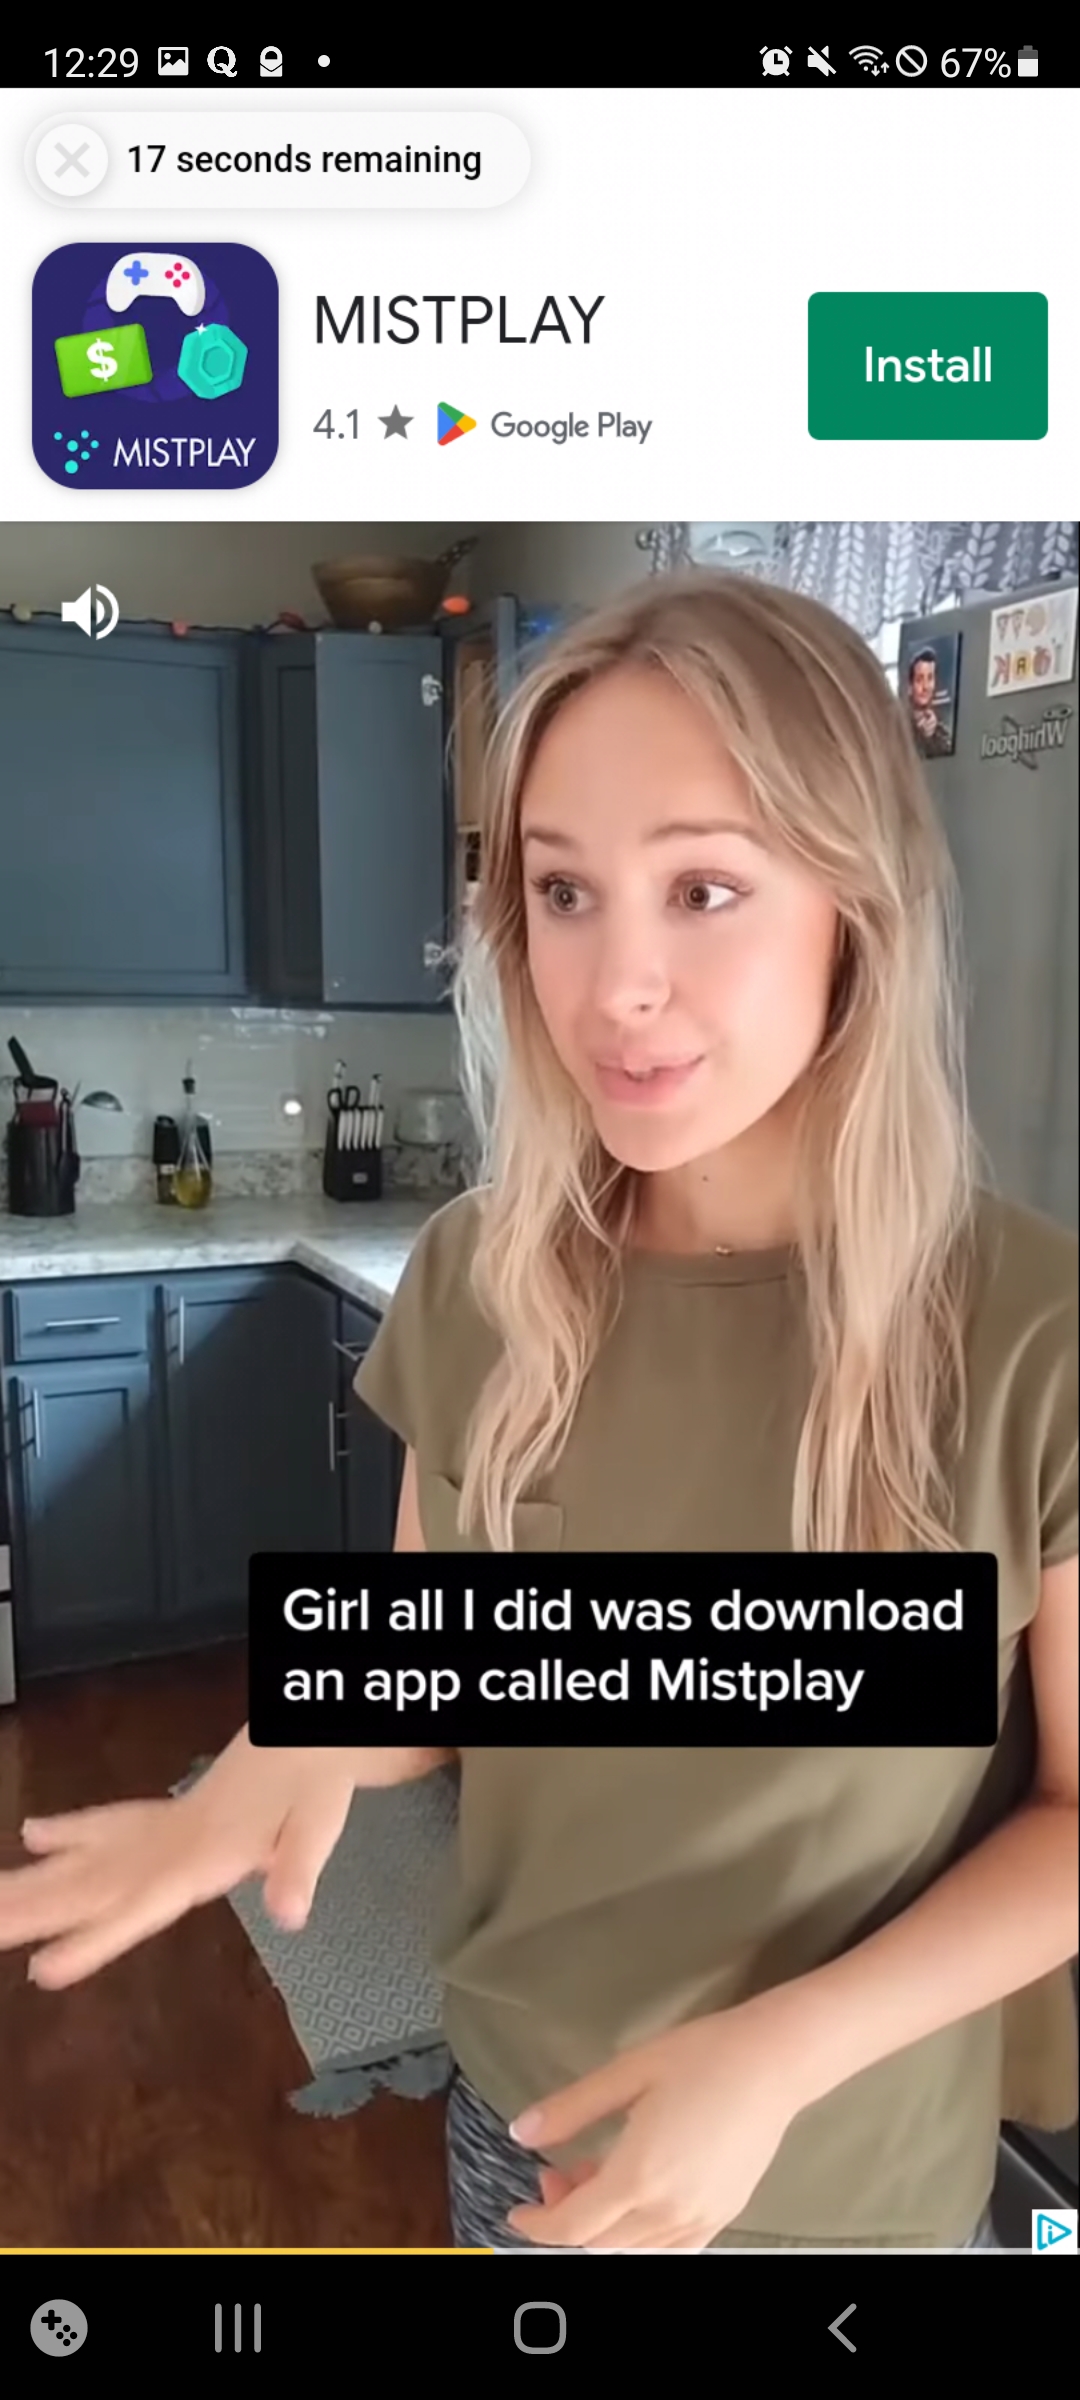 12:29
67%
17 seconds remaining
MISTPLAY
Install
4.1 ★ Google Play
$
MISTPLAY
Whirlpool
Girl all I did was download
an app called Mistplay